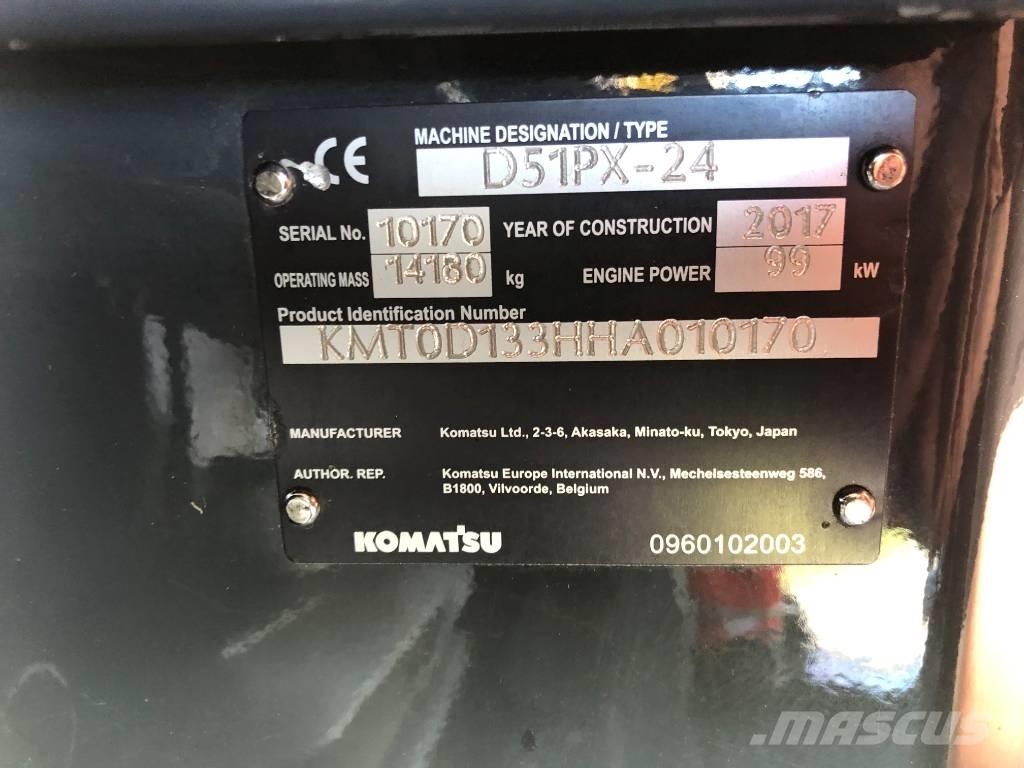 CE
MACHINE DESIGNATION / TYPE
D51PX-24
SERIAL No. 10170 YEAR OF CONSTRUCTION 2017
OPERATING MASS 14180 kg ENGINE POWER 99 kW
Product Identification Number
KMT0D133HHA010170
MANUFACTURER Komatsu Ltd., 2-3-6, Akasaka, Minato-ku, Tokyo, Japan
AUTHOR. REP. Komatsu Europe International N.V., Mechelsesteenweg 586,
B1800, Vilvoorde, Belgium
KOMATSU 0960102003
MASCUS